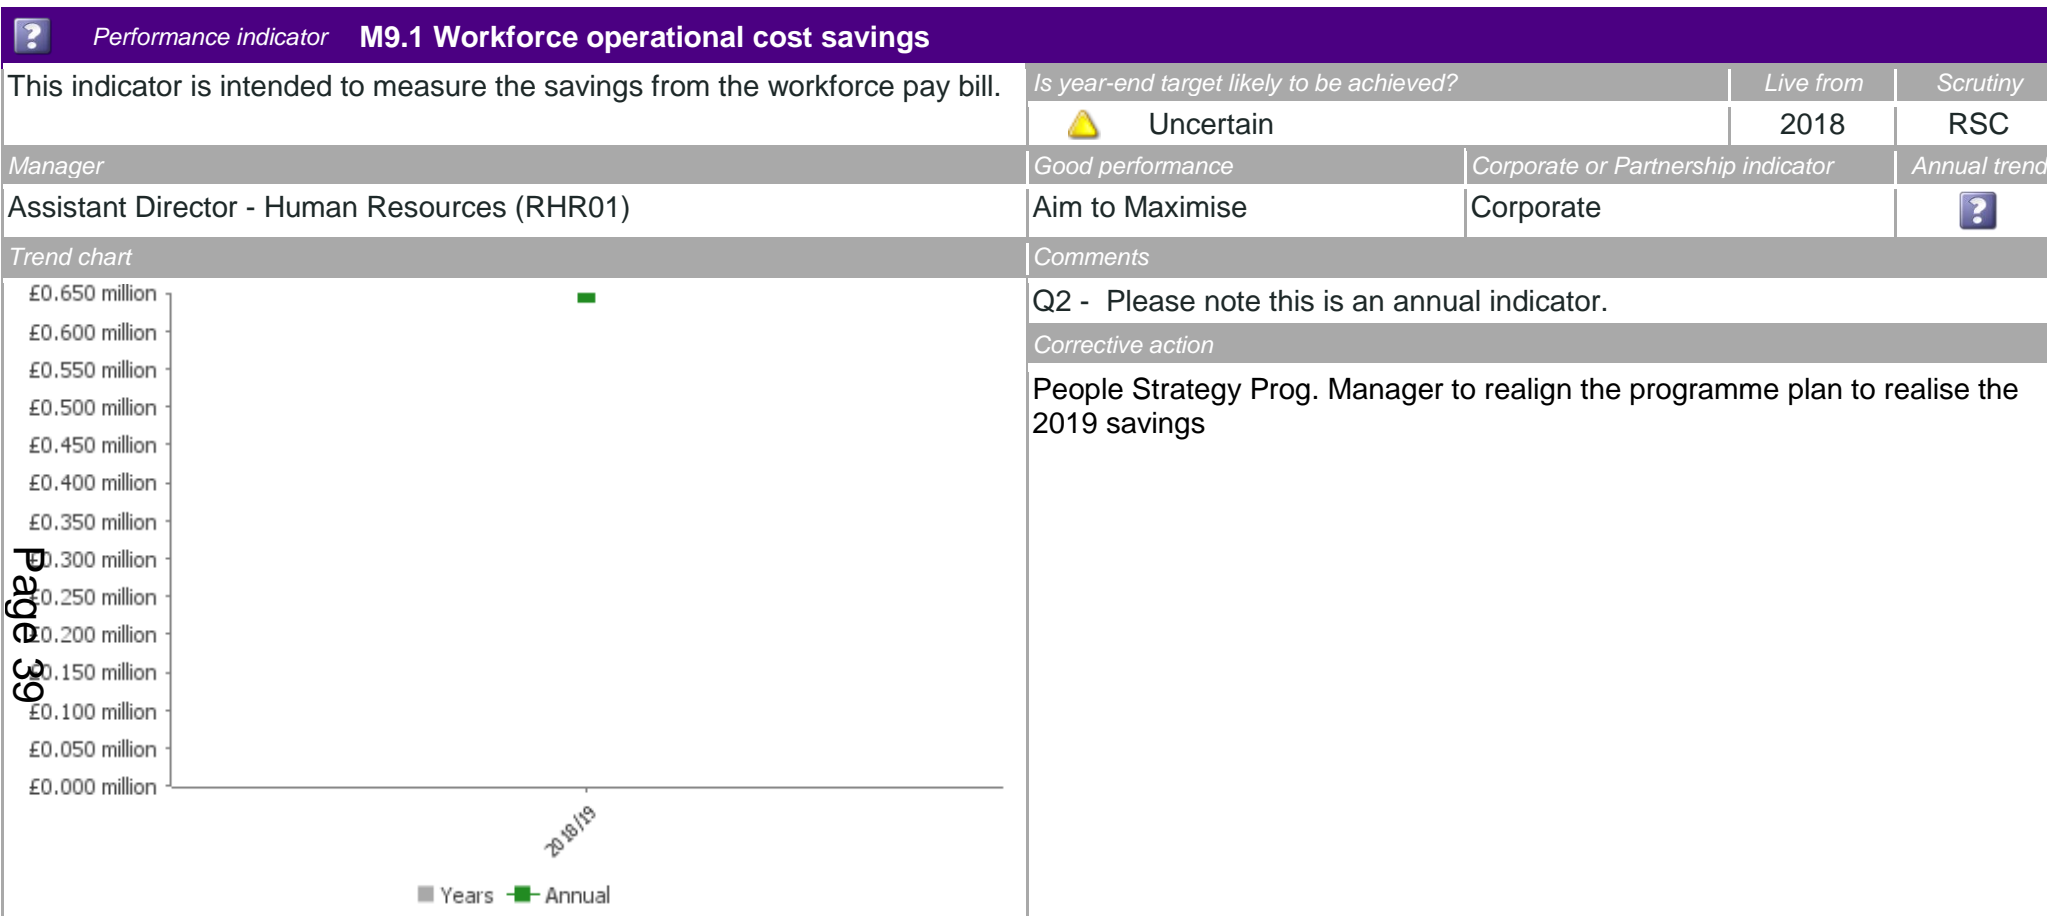 Performance indicator M9.1 Workforce operational cost savings
This indicator is intended to measure the savings from the workforce pay bill.
Is year-end target likely to be achieved? Live from Scrutiny
Uncertain 2018 RSC
Manager Good performance Corporate or Partnership indicator Annual trend
Assistant Director - Human Resources (RHR01) Aim to Maximise Corporate
Trend chart
£0.650 million
£0.600 million
£0.550 million
£0.500 million
£0.450 million
£0.400 million
£0.350 million
£0.300 million
£0.250 million
£0.200 million
£0.150 million
£0.100 million
£0.050 million
£0.000 million
2018/19
Years Annual
Comments
Q2 - Please note this is an annual indicator.
Corrective action
People Strategy Prog. Manager to realign the programme plan to realise the
2019 savings
Page 39